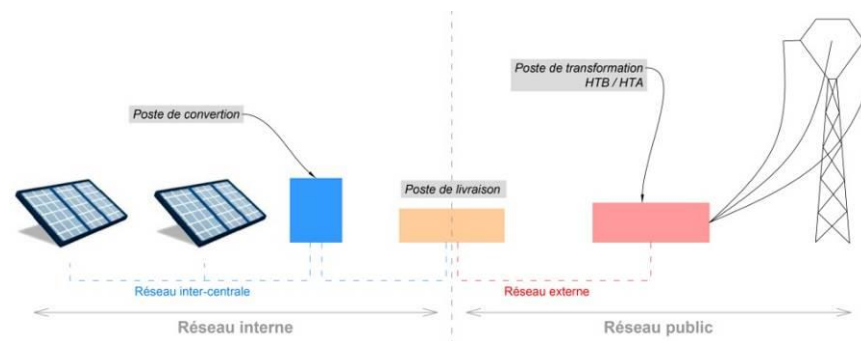 Poste de transformation
HTB / HTA
Poste de convertion
Poste de livraison
Réseau inter-centrale
Réseau externe
Réseau interne
Réseau public